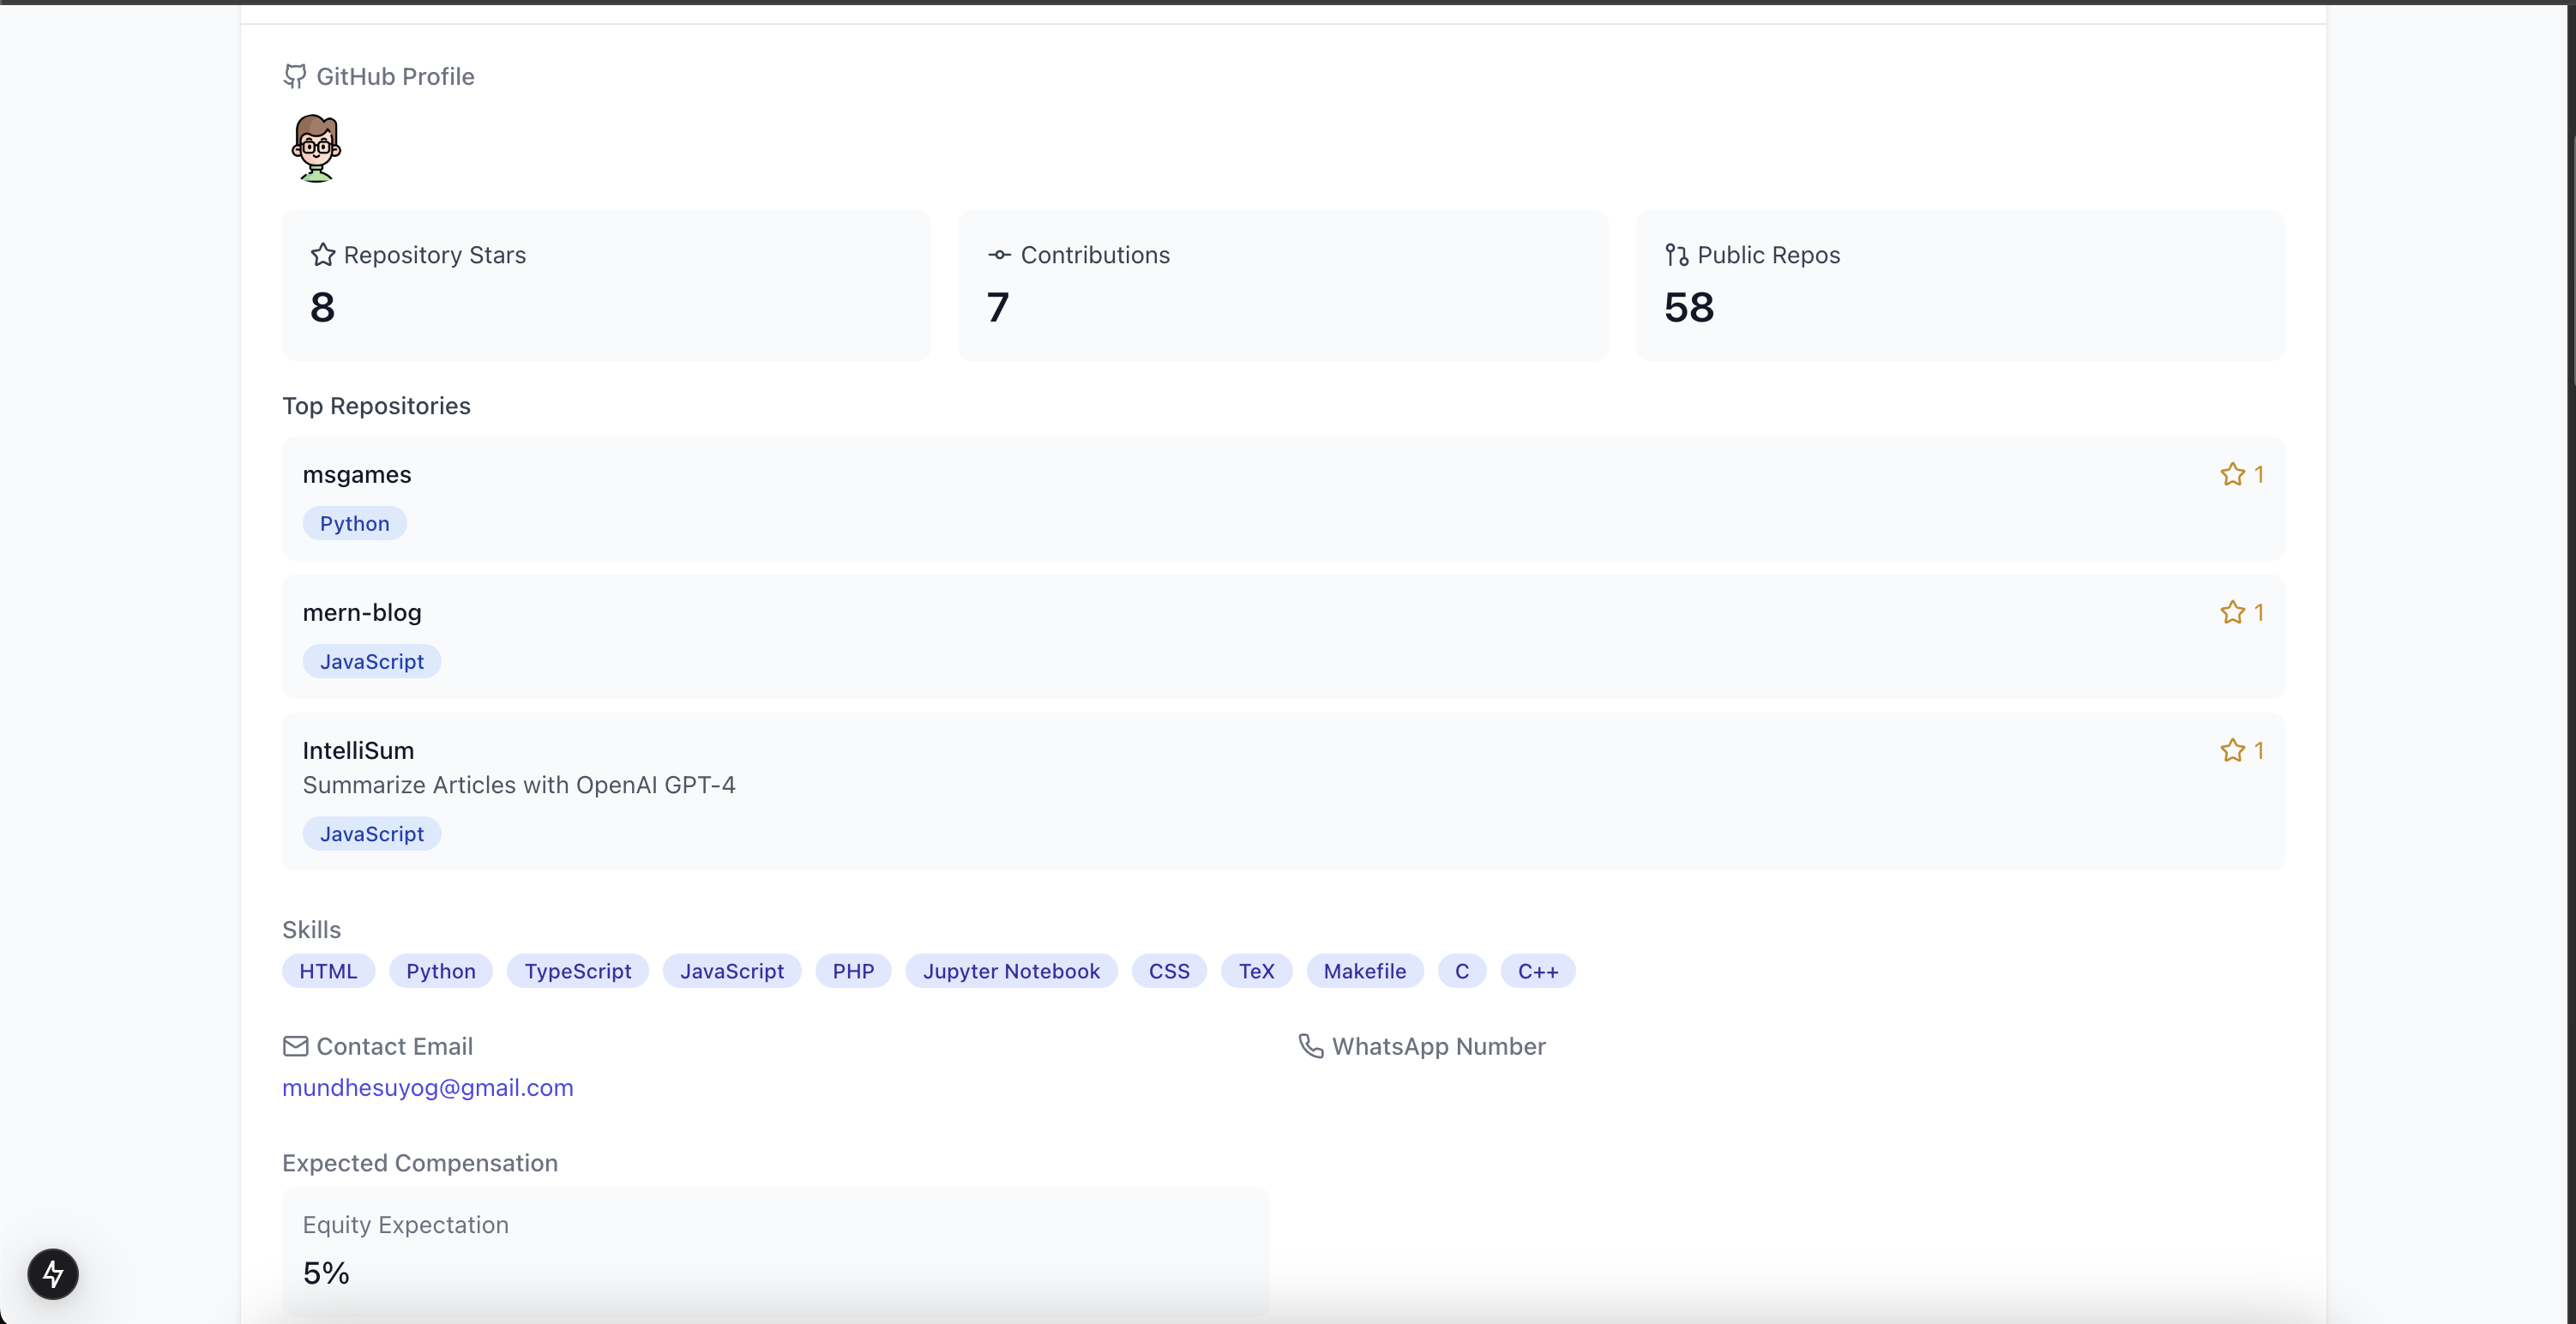 GitHub Profile
Repository Stars
8
Contributions
7
Public Repos
58
Top Repositories
msgames
1
Python
mern-blog
1
JavaScript
IntelliSum
1
Summarize Articles with OpenAI GPT-4
JavaScript
Skills
HTML Python TypeScript JavaScript PHP Jupyter Notebook CSS TeX Makefile C C++
Contact Email
mundhesuyog@gmail.com
WhatsApp Number
Expected Compensation
Equity Expectation
5%